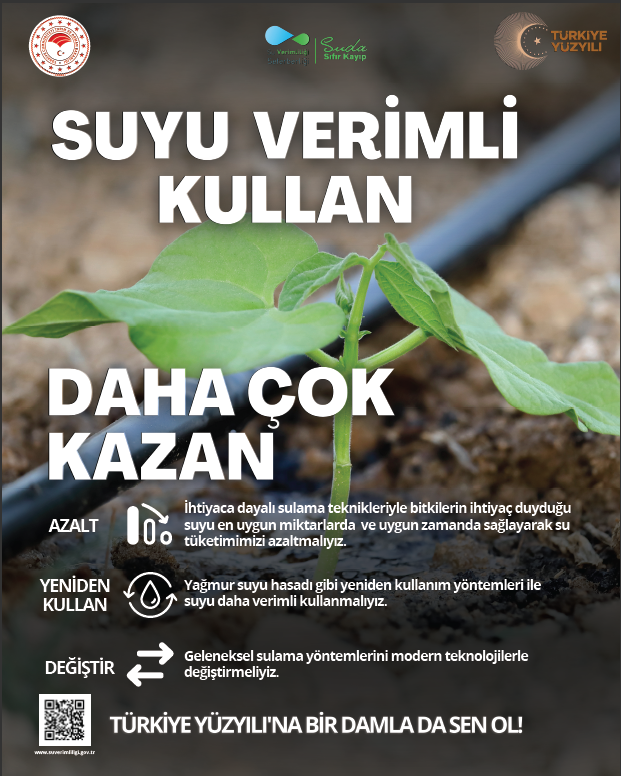 Suda
Sıfır Kayıp
TÜRKİYE
YÜZYILI
SUYU VERİMLİ
KULLAN
DAHA ÇOK
KAZAN
AZALT
İhtiyaca dayalı sulama teknikleriyle bitkilerin ihtiyaç duyduğu
suyu en uygun miktarlarda ve uygun zamanda sağlayarak su
tüketimimizi azaltmalıyız.
YENİDEN
KULLAN
Yağmur suyu hasadı gibi yeniden kullanım yöntemleri ile
suyu daha verimli kullanmalıyız.
DEĞİŞTİR
Geleneksel sulama yöntemlerini modern teknolojilerle
değiştirmeliyiz.
www.suverimliligi.gov.tr
TÜRKİYE YÜZYILI'NA BİR DAMLA DA SEN OL!